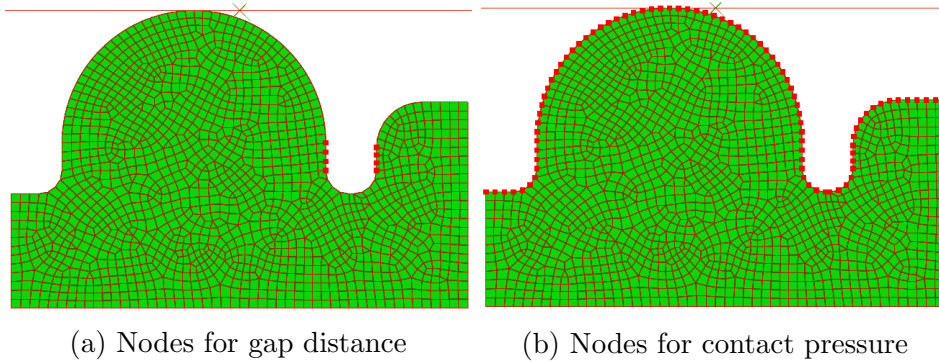 (a) Nodes for gap distance
(b) Nodes for contact pressure